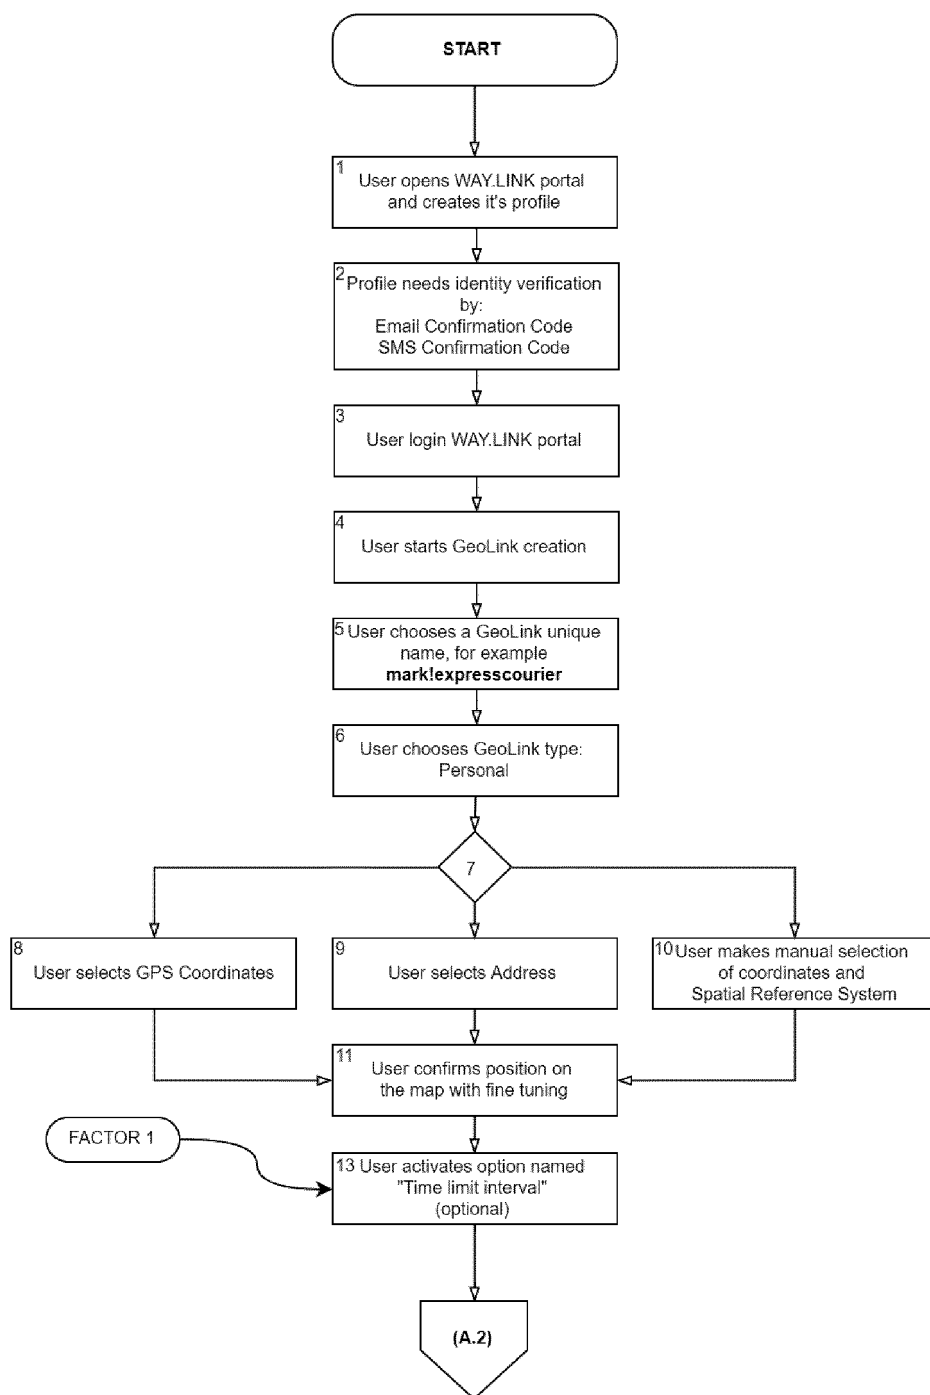 START
1
User opens WAY.LINK portal
and creates it's profile
2
Profile needs identity verification
by:
Email Confirmation Code
SMS Confirmation Code
3
User login WAY.LINK portal
4
User starts GeoLink creation
5
User chooses a GeoLink unique
name, for example
mark!expresscourier
6
User chooses GeoLink type:
Personal
7
8
User selects GPS Coordinates
9
User selects Address
10
User makes manual selection
of coordinates and
Spatial Reference System
11
User confirms position on
the map with fine tuning
FACTOR 1
13
User activates option named
"Time limit interval"
(optional)
(A.2)